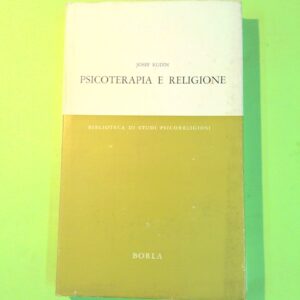 JOSEF RUDIN
PSICOTERAPIA E RELIGIONE
BIBLIOTECA DI STUDI PSICORELIGIOSI
BORLA